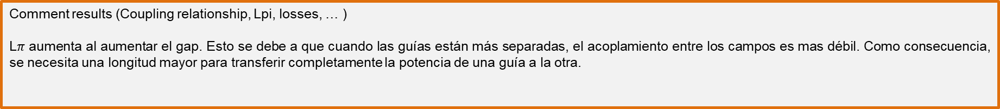 Comment results (Coupling relationship, Lpi, losses, … )
L𝜋 aumenta al aumentar el gap. Esto se debe a que cuando las guías están más separadas, el acoplamiento entre los campos es mas débil. Como consecuencia,
se necesita una longitud mayor para transferir completamente la potencia de una guía a la otra.